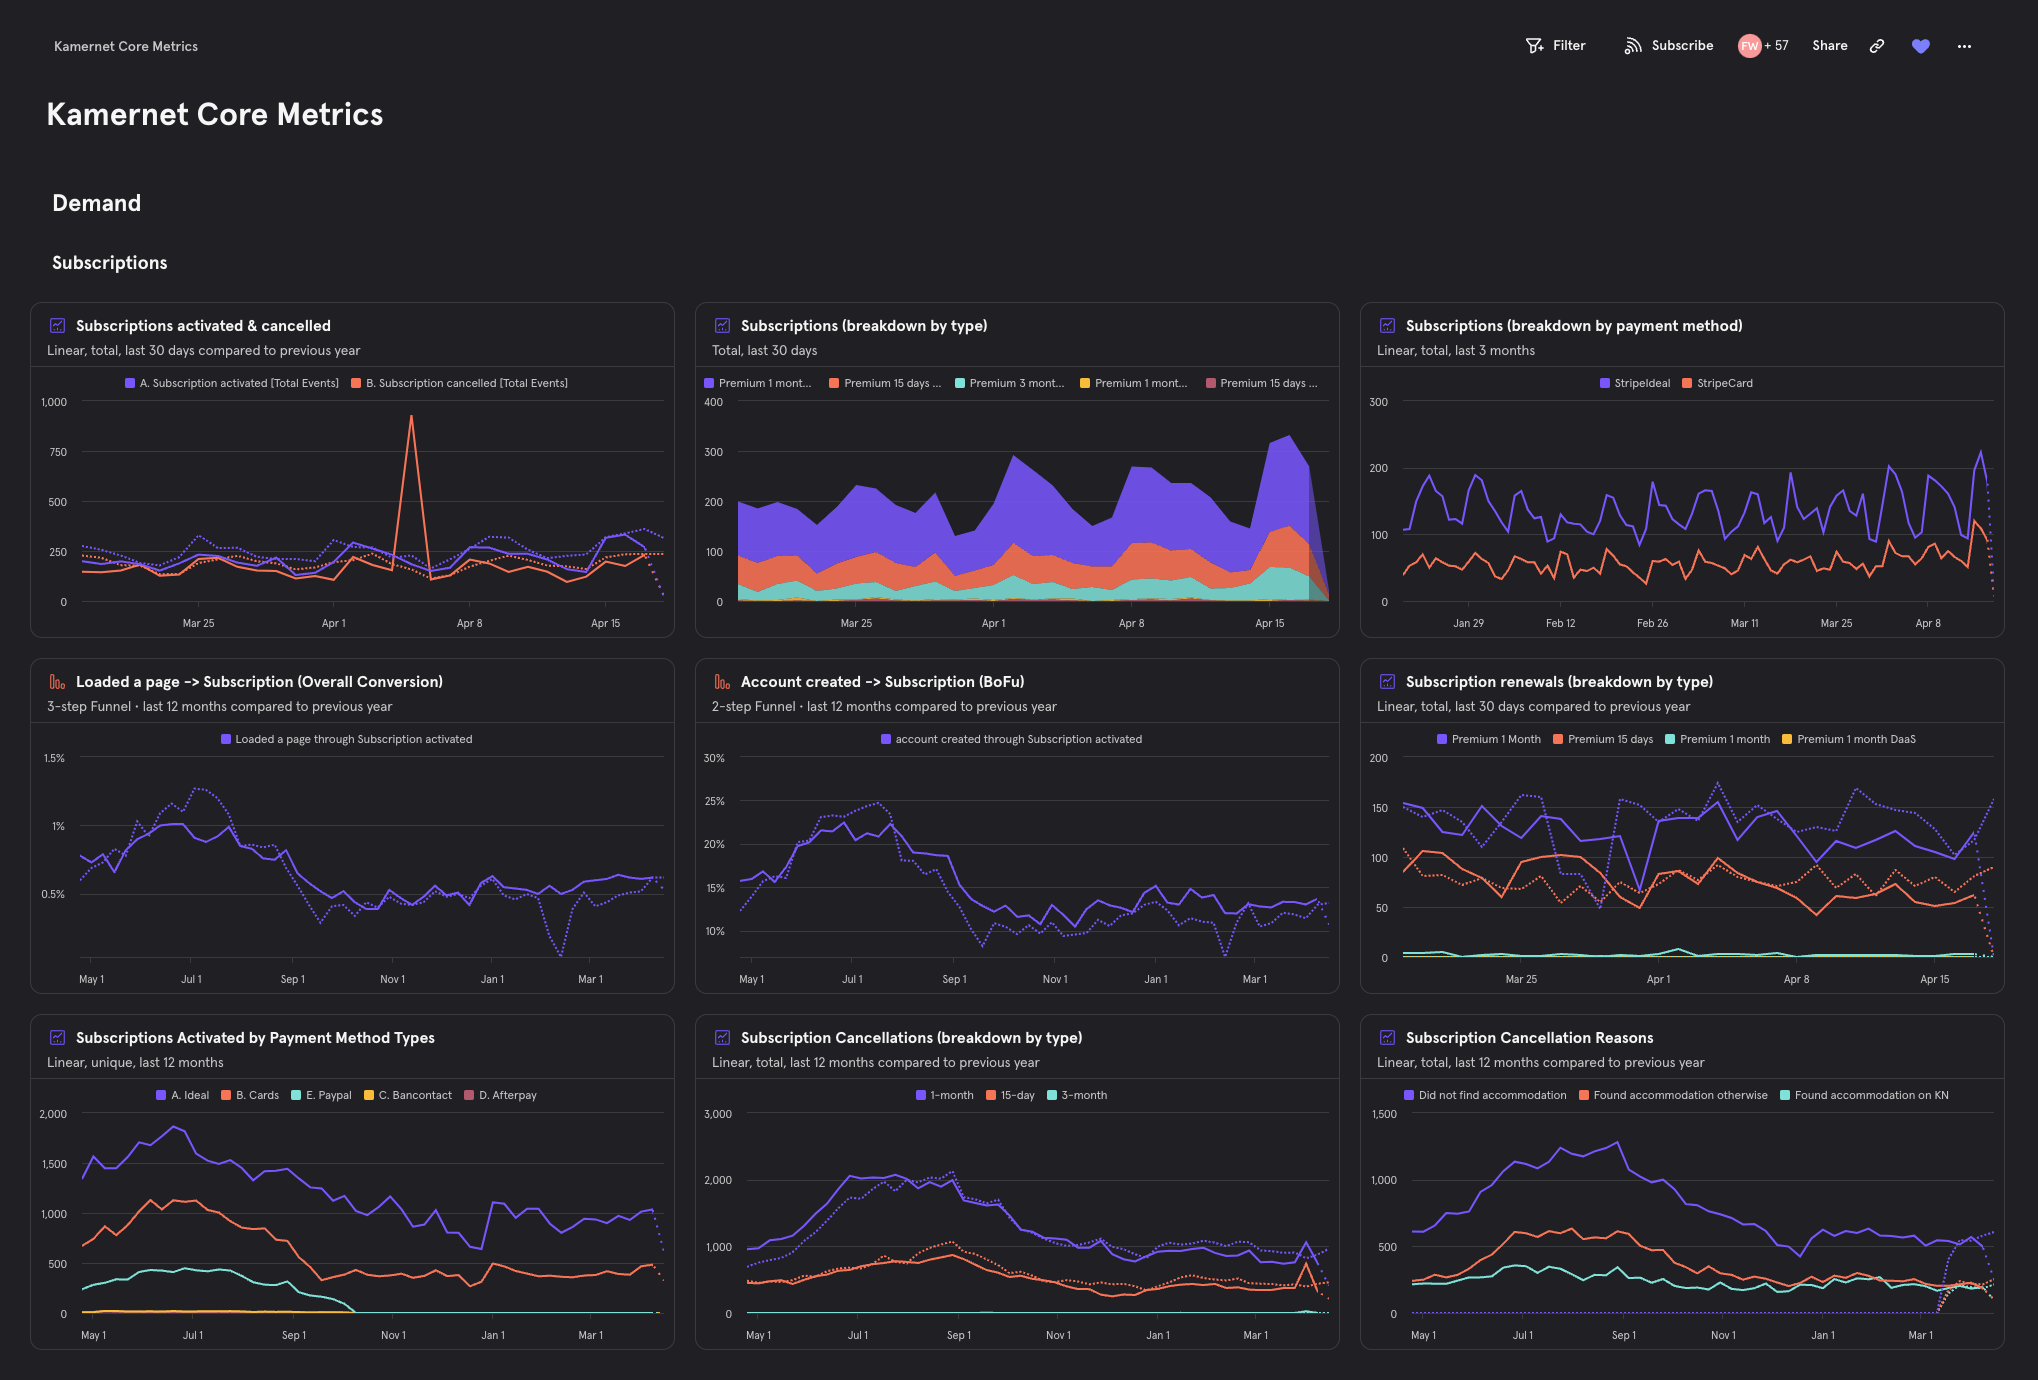 Kamernet Core Metrics
Filter
Subscribe
FW + 57
Share
Kamernet Core Metrics
Demand
Subscriptions
Subscriptions activated & cancelled
Linear, total, last 30 days compared to previous year
A. Subscription activated [Total Events] B. Subscription cancelled [Total Events]
1,000
750
500
250
0
Mar 25 Apr 1 Apr 8 Apr 15
Subscriptions (breakdown by type)
Total, last 30 days
Premium 1 mont... Premium 15 days ... Premium 3 mont... Premium 1 mont... Premium 15 days ...
400
300
200
100
0
Mar 25 Apr 1 Apr 8 Apr 15
Subscriptions (breakdown by payment method)
Linear, total, last 3 months
StripeIdeal StripeCard
300
200
100
0
Jan 29 Feb 12 Feb 26 Mar 11 Mar 25 Apr 8
Loaded a page -> Subscription (Overall Conversion)
3-step Funnel • last 12 months compared to previous year
Loaded a page through Subscription activated
1.5%
1%
0.5%
May 1 Jul 1 Sep 1 Nov 1 Jan 1 Mar 1
Account created -> Subscription (BoFu)
2-step Funnel • last 12 months compared to previous year
account created through Subscription activated
30%
25%
20%
15%
10%
May 1 Jul 1 Sep 1 Nov 1 Jan 1 Mar 1
Subscription renewals (breakdown by type)
Linear, total, last 30 days compared to previous year
Premium 1 Month Premium 15 days Premium 1 month Premium 1 month DaaS
200
150
100
50
0
Mar 25 Apr 1 Apr 8 Apr 15
Subscriptions Activated by Payment Method Types
Linear, unique, last 12 months
A. Ideal B. Cards E. Paypal C. Bancontact D. Afterpay
2,000
1,500
1,000
500
0
May 1 Jul 1 Sep 1 Nov 1 Jan 1 Mar 1
Subscription Cancellations (breakdown by type)
Linear, total, last 12 months compared to previous year
1-month 15-day 3-month
3,000
2,000
1,000
0
May 1 Jul 1 Sep 1 Nov 1 Jan 1 Mar 1
Subscription Cancellation Reasons
Linear, total, last 12 months compared to previous year
Did not find accommodation Found accommodation otherwise Found accommodation on KN
1,500
1,000
500
0
May 1 Jul 1 Sep 1 Nov 1 Jan 1 Mar 1